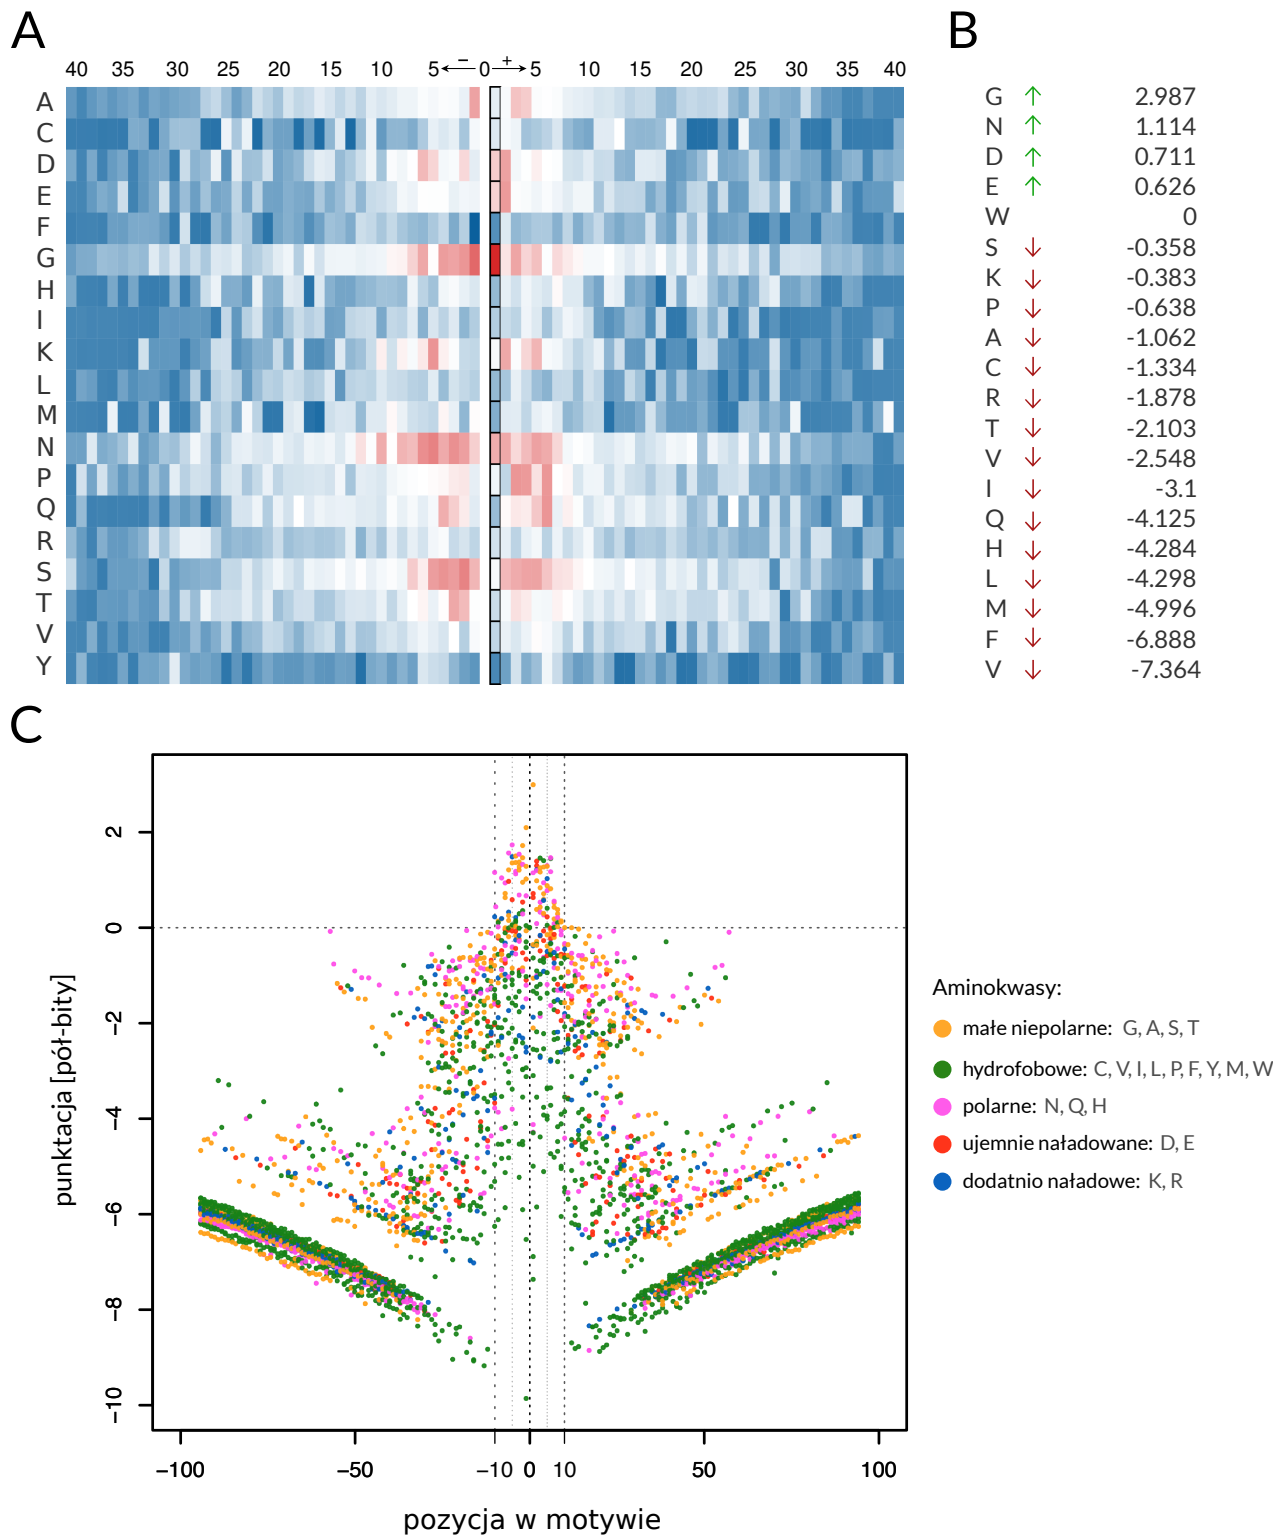 A
40 35 30 25 20 15 10 5 − 0 + 5 10 15 20 25 30 35 40
A
C
D
E
F
G
H
I
K
L
M
N
P
Q
R
S
T
V
Y
B
G ↑ 2.987
N ↑ 1.114
D ↑ 0.711
E ↑ 0.626
W 0
S ↓ -0.358
K ↓ -0.383
P ↓ -0.638
A ↓ -1.062
C ↓ -1.334
R ↓ -1.878
T ↓ -2.103
V ↓ -2.548
I ↓ -3.1
Q ↓ -4.125
H ↓ -4.284
L ↓ -4.298
M ↓ -4.996
F ↓ -6.888
V ↓ -7.364
C
punktacja [pół-bity]
2
0
−2
−4
−6
−8
−10
−100 −50 −10 0 10 50 100
pozycja w motywie
Aminokwasy:
małe niepolarne: G, A, S, T
hydrofobowe: C, V, I, L, P, F, Y, M, W
polarne: N, Q, H
ujemnie naładowane: D, E
dodatnio naładowe: K, R